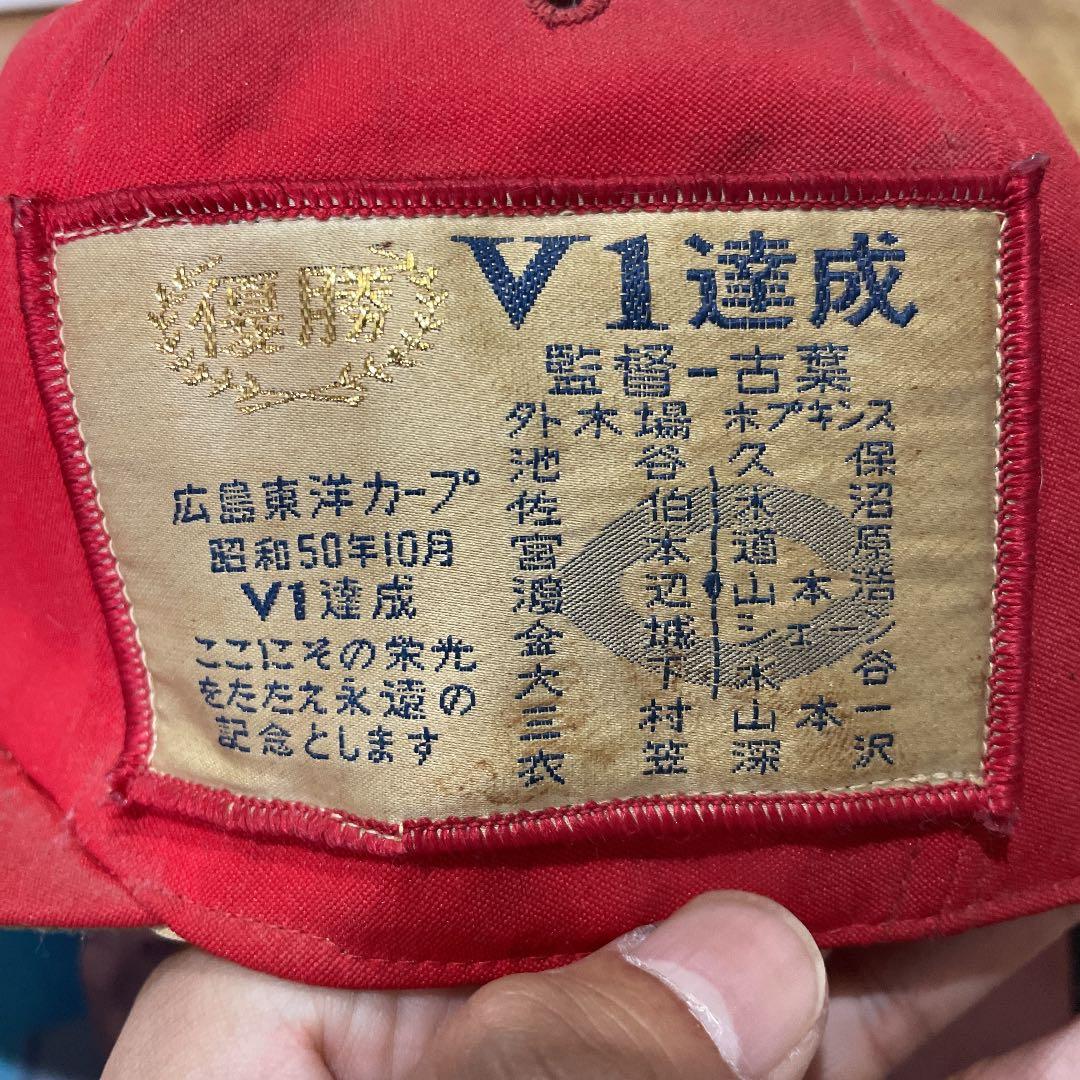 優勝
広島東洋カープ
昭和50年10月
V1達成
ここにその栄光
をたたえ永遠の
記念とします
V1達成
監督-古葉
外木場 ホプキンス
池谷 久保
佐伯 水沼
宮本 道原
渡辺 山本浩
金城 シェーン
大下 水谷
三村 山本一
衣笠 深沢